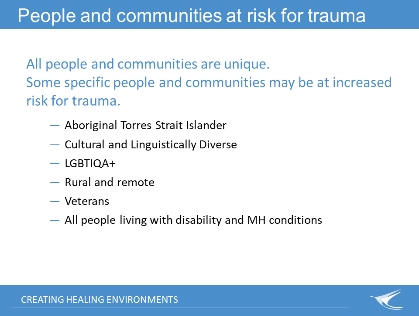 People and communities at risk for trauma
All people and communities are unique.
Some specific people and communities may be at increased
risk for trauma.
— Aboriginal Torres Strait Islander
— Cultural and Linguistically Diverse
— LGBTIQA+
— Rural and remote
— Veterans
— All people living with disability and MH conditions
CREATING HEALING ENVIRONMENTS